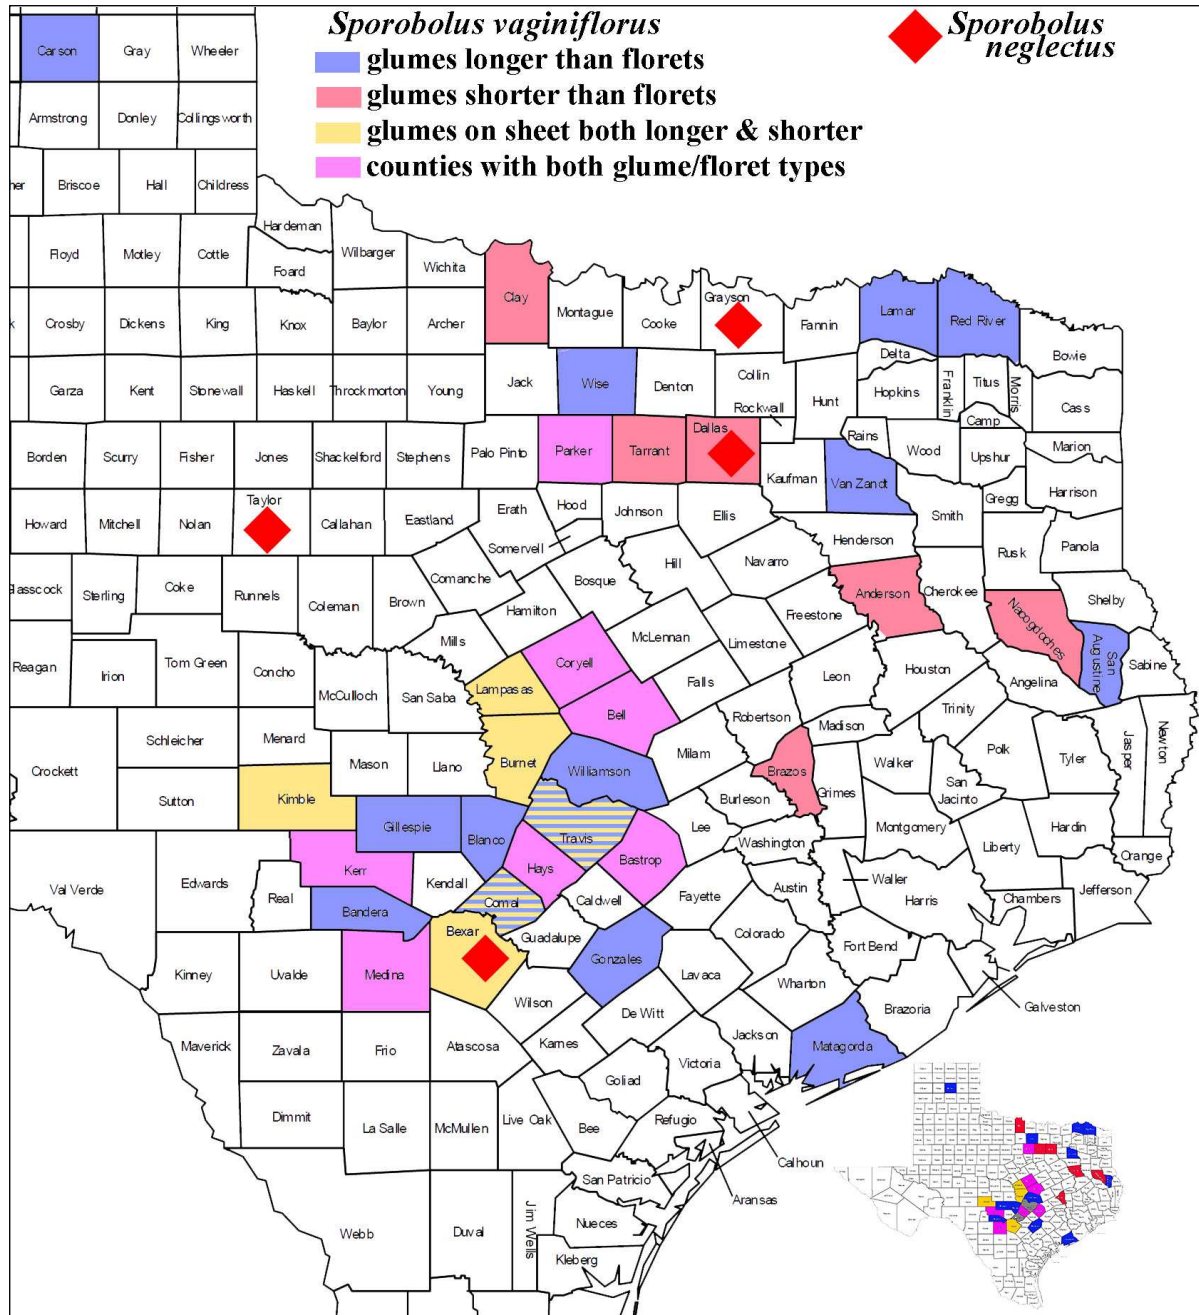 Sporobolus vaginiflorus
glumes longer than florets
glumes shorter than florets
glumes on sheet both longer & shorter
counties with both glume/floret types
Sporobolus
neglectus
Carson Gray Wheeler
Armstrong Donley Collingsworth
her Briscoe Hall Childress
Hardeman
Floyd Motley Cottle Foard Wilbarger Wichita Clay
Montague Cooke Grayson Fannin Lamar Red River Bowie
k Crosby Dickens King Knox Baylor Archer
Delta
Garza Kent Stonewall Haskell Throckmorton Young Jack Wise Denton Collin Rockwall Hunt Hopkins Franklin Titus Morris Cass
Camp
Borden Scurry Fisher Jones Shackelford Stephens Palo Pinto Parker Tarrant Dallas Kaufman Rains Wood Upshur Marion
Van Zandt Gregg Harrison
Howard Mitchell Nolan Taylor Callahan Eastland Erath Hood Johnson Ellis Smith
Somervell Henderson Rusk Panola
Glasscock Sterling Coke Runnels Coleman Brown Comanche Bosque Hill Navarro Anderson Cherokee Nacogdoches Shelby
Hamilton Freestone
Reagan Irion Tom Green Concho McCulloch San Saba Mills Coryell McLennan Limestone Houston Angelina San Augustine Sabine
Lampasas Bell Falls Leon
Crockett Schleicher Menard Mason Llano Burnet Williamson Milam Robertson Madison Trinity Polk Tyler Jasper Newton
Sutton Kimble Brazos Grimes Walker San Jacinto
Gillespie Blanco Travis Burleson Montgomery Hardin
Lee Washington Liberty Orange
Val Verde Edwards Real Kerr Kendall Hays Bastrop Fayette Austin Waller Harris Chambers Jefferson
Bandera Comal Caldwell
Kinney Uvalde Medina Bexar Guadalupe Gonzales Lavaca Colorado Fort Bend
Wilson Wharton Brazoria Galveston
Maverick Zavala Frio Atascosa Karnes De Witt Jackson Matagorda
Victoria
Goliad
Dimmit La Salle McMullen Live Oak Bee Refugio Calhoun
San Patricio Aransas
Webb Duval Jim Wells Nueces
Kleberg